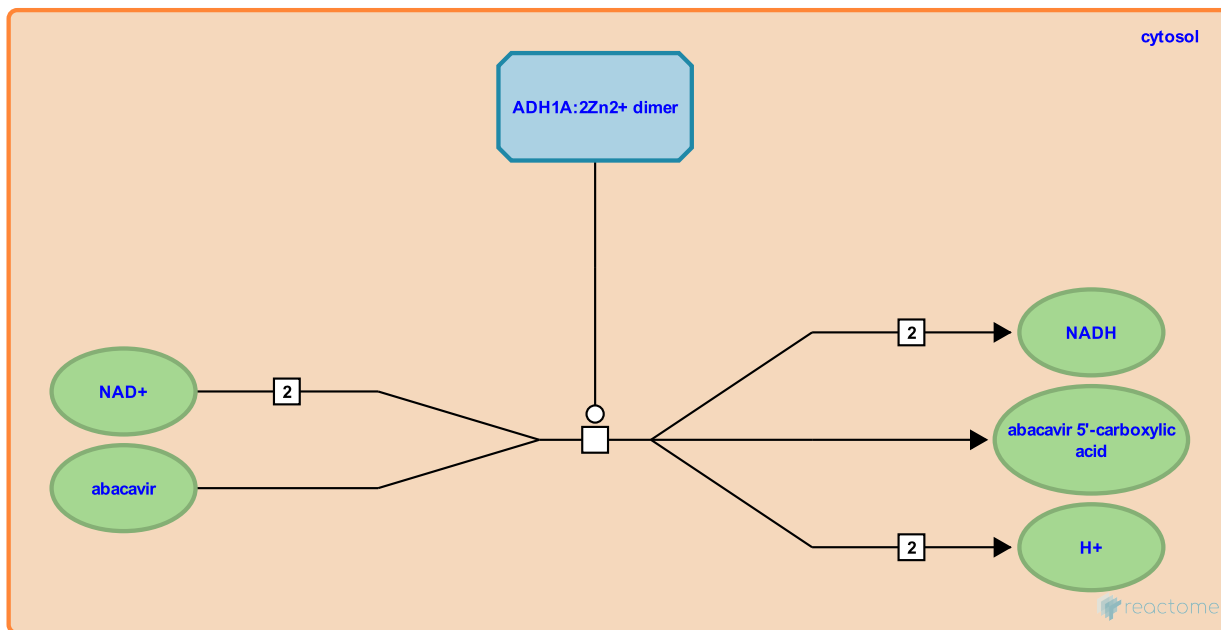 cytosol
ADH1A:2Zn2+ dimer
NAD+
2
abacavir
2
NADH
abacavir 5'-carboxylic
acid
2
H+
reactome